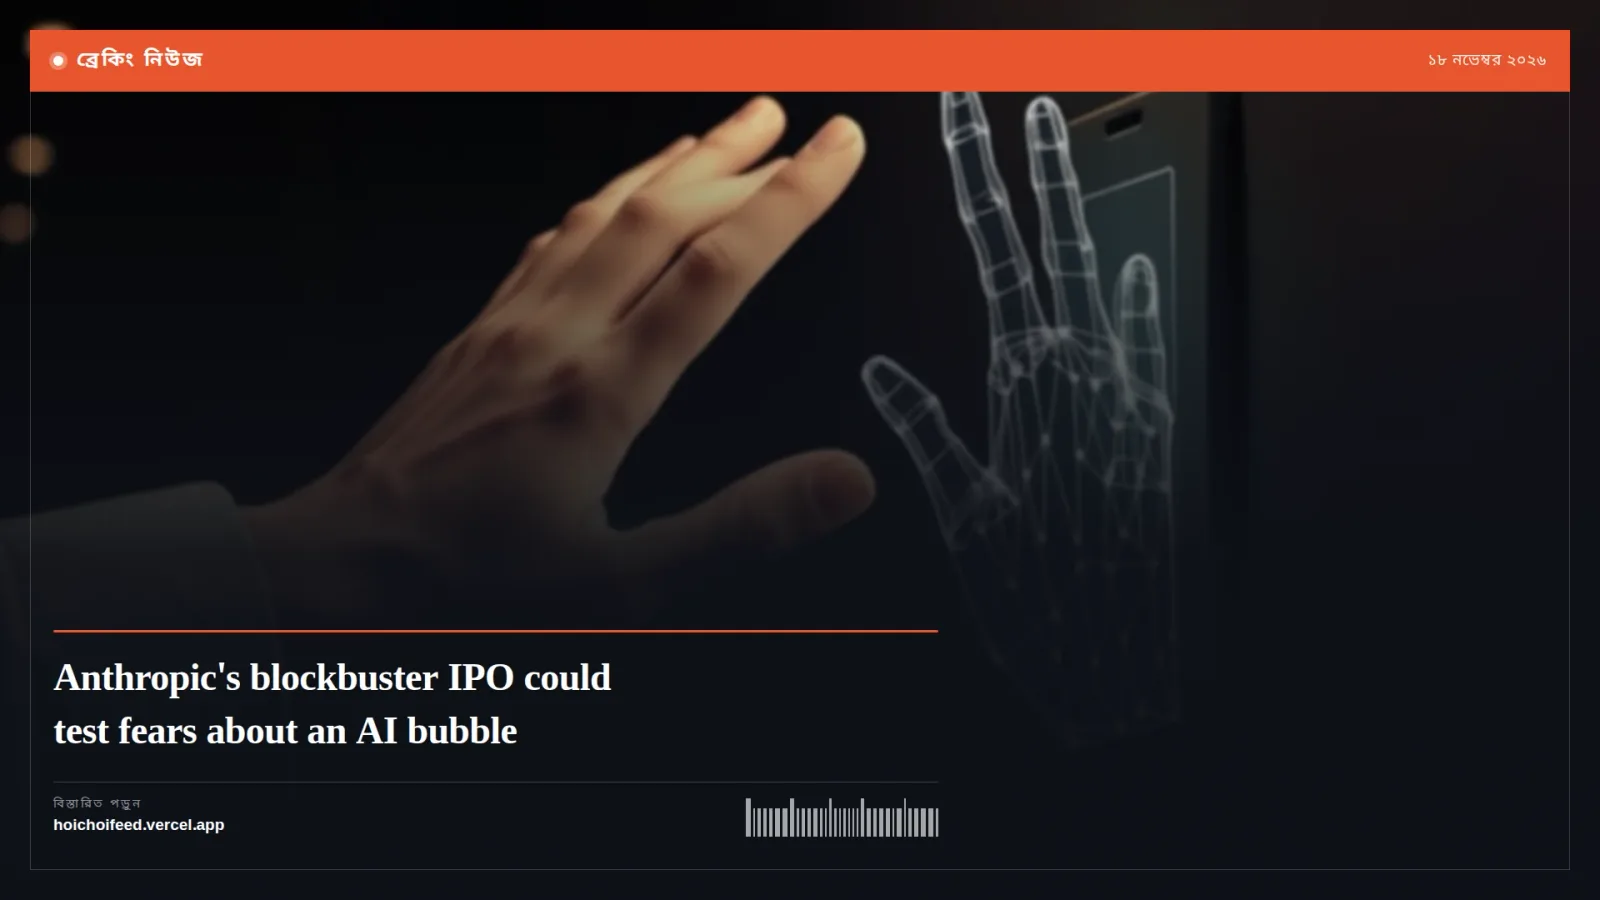 ব্রেকিং নিউজ
১৮ নভেম্বর ২০২৬
Anthropic's blockbuster IPO could
test fears about an AI bubble
বিস্তারিত পড়ুন
hoichoifeed.vercel.app